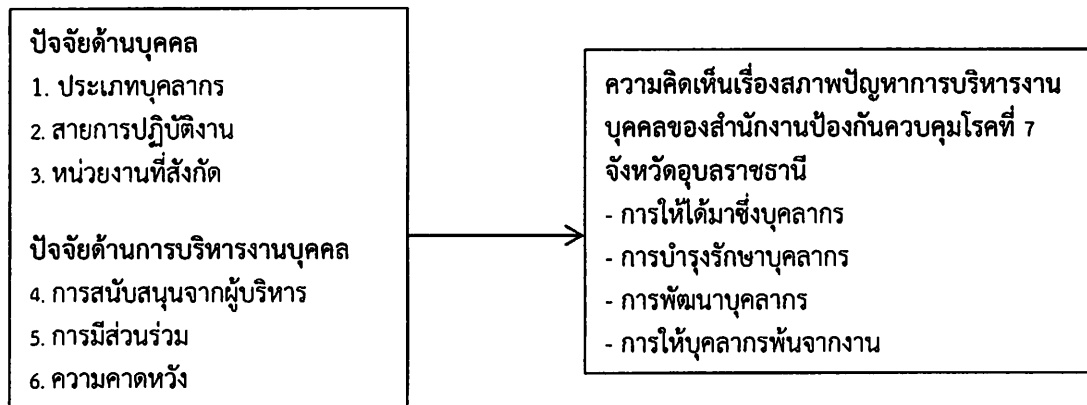 ปัจจัยด้านบุคคล
1. ประเภทบุคลากร
2. สายการปฏิบัติงาน
3. หน่วยงานที่สังกัด
ปัจจัยด้านการบริหารงานบุคคล
4. การสนับสนุนจากผู้บริหาร
5. การมีส่วนร่วม
6. ความคาดหวัง
ความคิดเห็นเรื่องสภาพปัญหาการบริหารงาน
บุคคลของสำนักงานป้องกันควบคุมโรคที่ 7
จังหวัดอุบลราชธานี
- การให้ได้มาซึ่งบุคลากร
- การบำรุงรักษาบุคลากร
- การพัฒนาบุคลากร
- การให้บุคลากรพ้นจากงาน